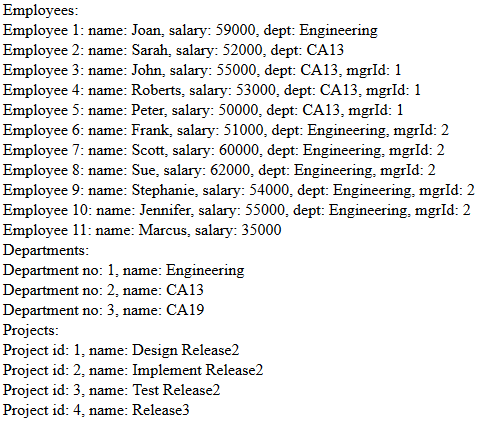 Employees:
Employee 1: name: Joan, salary: 59000, dept: Engineering
Employee 2: name: Sarah, salary: 52000, dept: CA13
Employee 3: name: John, salary: 55000, dept: CA13, mgrId: 1
Employee 4: name: Roberts, salary: 53000, dept: CA13, mgrId: 1
Employee 5: name: Peter, salary: 50000, dept: CA13, mgrId: 1
Employee 6: name: Frank, salary: 51000, dept: Engineering, mgrId: 2
Employee 7: name: Scott, salary: 60000, dept: Engineering, mgrId: 2
Employee 8: name: Sue, salary: 62000, dept: Engineering, mgrId: 2
Employee 9: name: Stephanie, salary: 54000, dept: Engineering, mgrId: 2
Employee 10: name: Jennifer, salary: 55000, dept: Engineering, mgrId: 2
Employee 11: name: Marcus, salary: 35000
Departments:
Department no: 1, name: Engineering
Department no: 2, name: CA13
Department no: 3, name: CA19
Projects:
Project id: 1, name: Design Release2
Project id: 2, name: Implement Release2
Project id: 3, name: Test Release2
Project id: 4, name: Release3